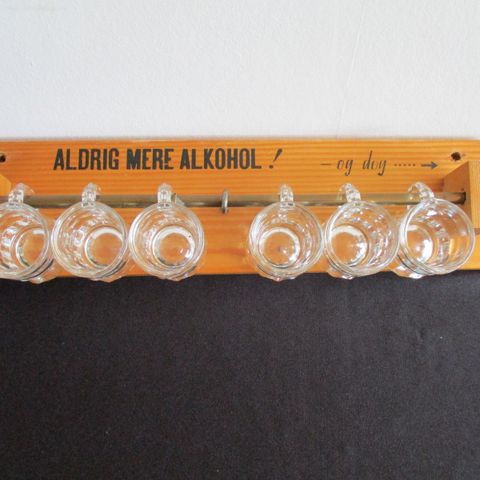 ALDRIG MERE ALKOHOL !
— og dog ..... →